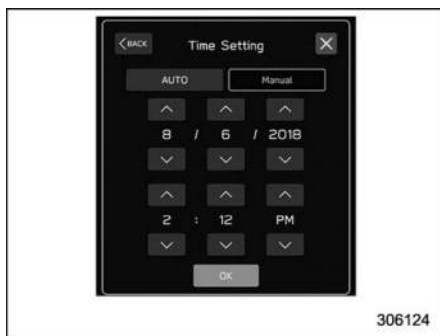 BACK Time Setting
AUTO Manual
8 / 6 / 2018
2 : 12 PM
OK
306124